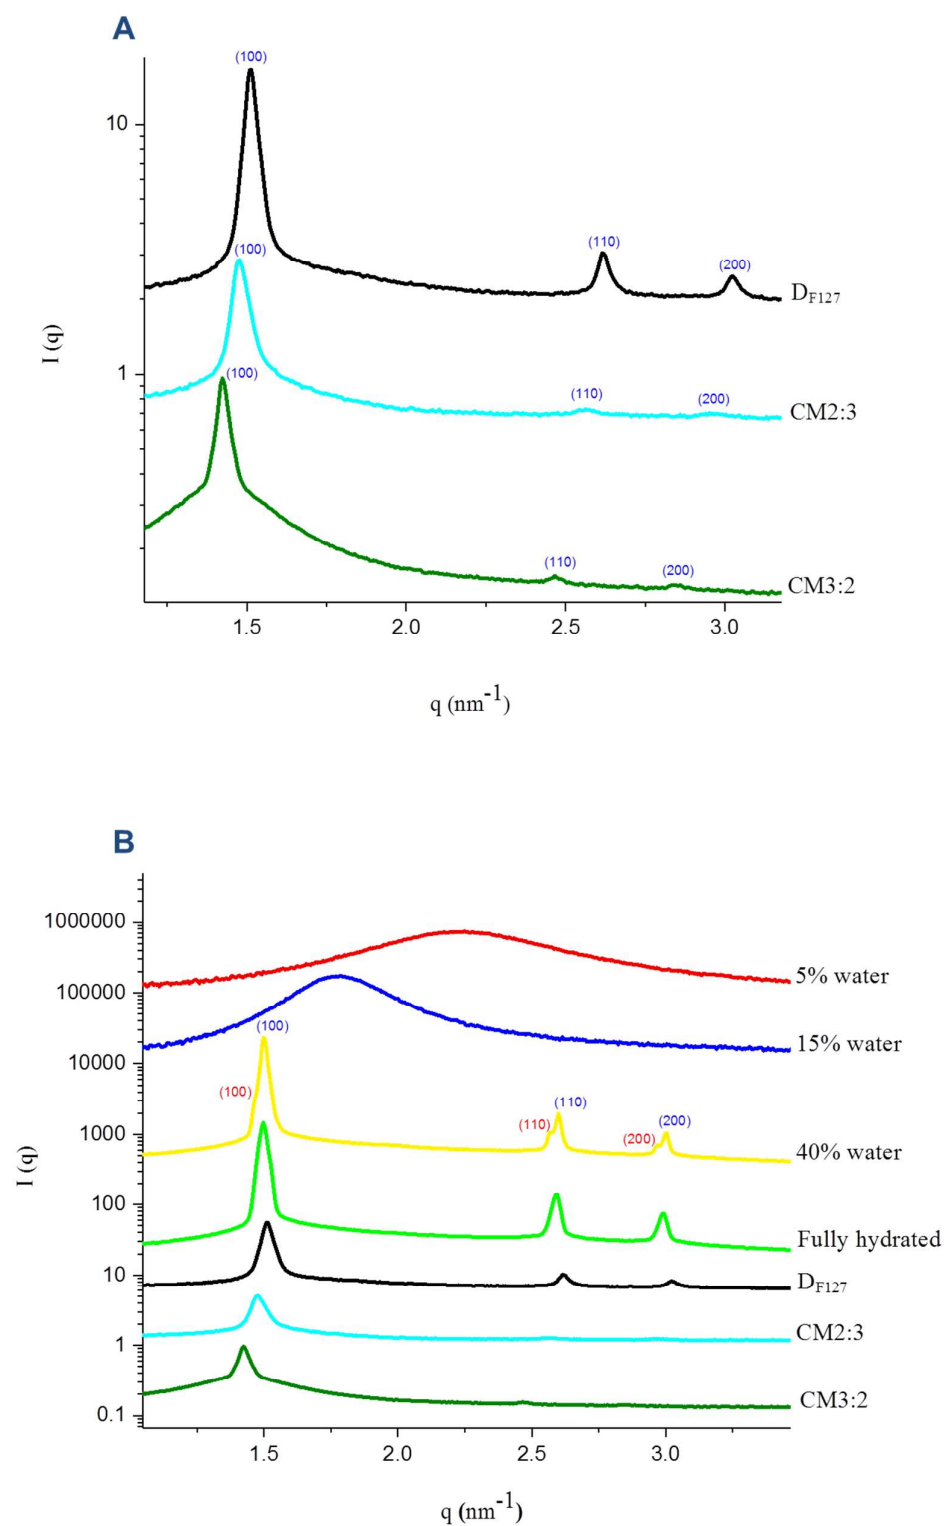 A
(100)
10
(110)
(200)
(100)
D_F127
I (q)
1
(100)
(110)
(200)
CM2:3
(110)
(200)
CM3:2
1.5 2.0 2.5 3.0
q (nm⁻¹)
B
1000000
5% water
100000
(100)
15% water
10000
(100)
(110)
(110)
(200)
(200)
1000
40% water
I (q)
100
Fully hydrated
10
D_F127
CM2:3
1
CM3:2
0.1
1.5 2.0 2.5 3.0
q (nm⁻¹)